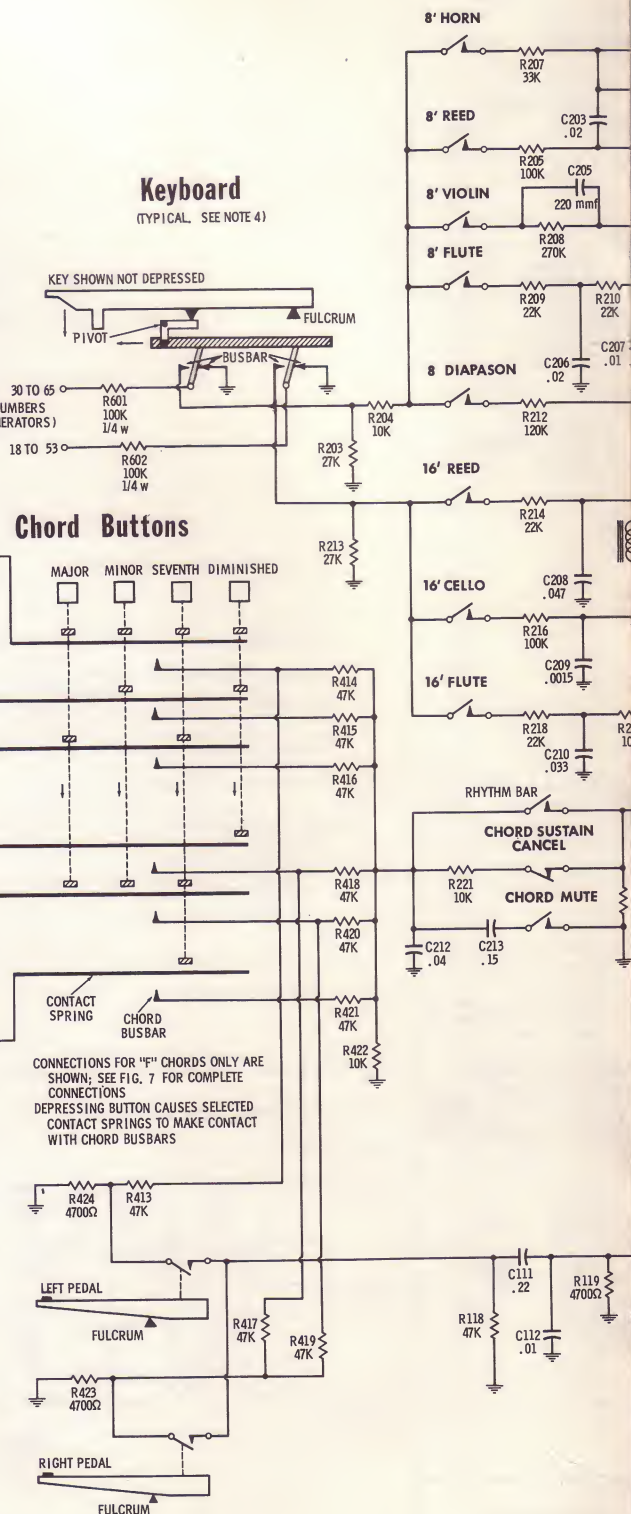 8' HORN
R207
33K
C203
.02
8' REED
R205
100K
Keyboard
(TYPICAL. SEE NOTE 4)
C205
220 mmf
8' VIOLIN
R208
270K
8' FLUTE
R209
22K
R210
22K
KEY SHOWN NOT DEPRESSED
PIVOT
FULCRUM
C206
.02
C207
.01
BUSBAR
8 DIAPASON
R212
120K
30 TO 65
R601
100K
1/4 w
R204
10K
R203
27K
18 TO 53
R602
100K
1/4 w
16' REED
R214
22K
C208
.047
R213
27K
Chord Buttons
MAJOR MINOR SEVENTH DIMINISHED
16' CELLO
R216
100K
C209
.0015
16' FLUTE
R218
22K
C210
.033
R414
47K
R415
47K
R416
47K
RHYTHM BAR
CHORD SUSTAIN
CANCEL
R221
10K
CHORD MUTE
C212
.04
C213
.15
R418
47K
R420
47K
R421
47K
R422
10K
CONTACT
SPRING
CHORD
BUSBAR
CONNECTIONS FOR "F" CHORDS ONLY ARE
SHOWN; SEE FIG. 7 FOR COMPLETE
CONNECTIONS
DEPRESSING BUTTON CAUSES SELECTED
CONTACT SPRINGS TO MAKE CONTACT
WITH CHORD BUSBARS
R424
4700Ω
R413
47K
LEFT PEDAL
FULCRUM
R417
47K
R419
47K
R118
47K
C111
.22
C112
.01
R119
4700Ω
R423
4700Ω
RIGHT PEDAL
FULCRUM